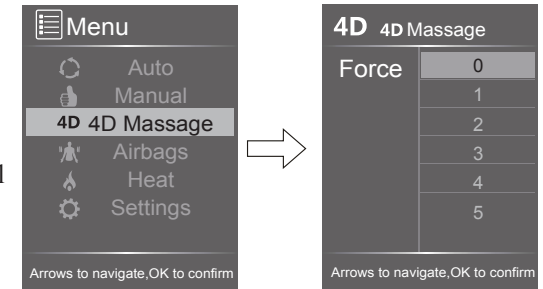 Menu
Auto
Manual
4D 4D Massage
Airbags
Heat
Settings
Arrows to navigate,OK to confirm
4D 4D Massage
Force 0
1
2
3
4
5
Arrows to navigate,OK to confirm